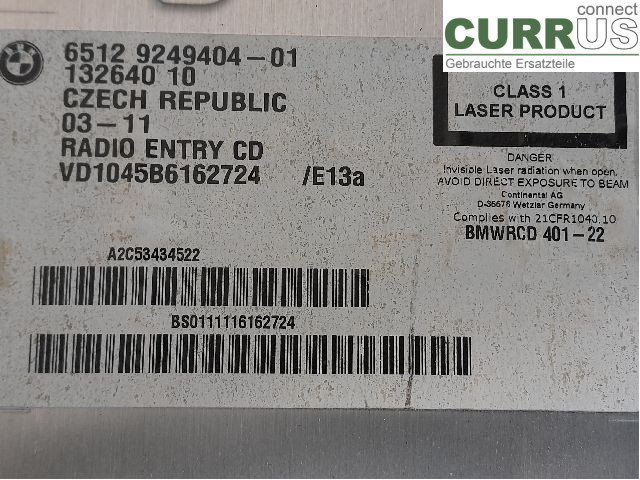 CURRUS connect
Gebrauchte Ersatzteile
BMW
6512 9249404-01
132640 10
CZECH REPUBLIC
03-11
RADIO ENTRY CD
VD1045B6162724 /E13a
CLASS 1
LASER PRODUCT
DANGER
Invisible Laser radiation when open.
AVOID DIRECT EXPOSURE TO BEAM
Continental AG
D-35576 Wetzlar Germany
Complies with 21CFR1040.10
BMWRCD 401-22
A2C53434522
BS0111116162724